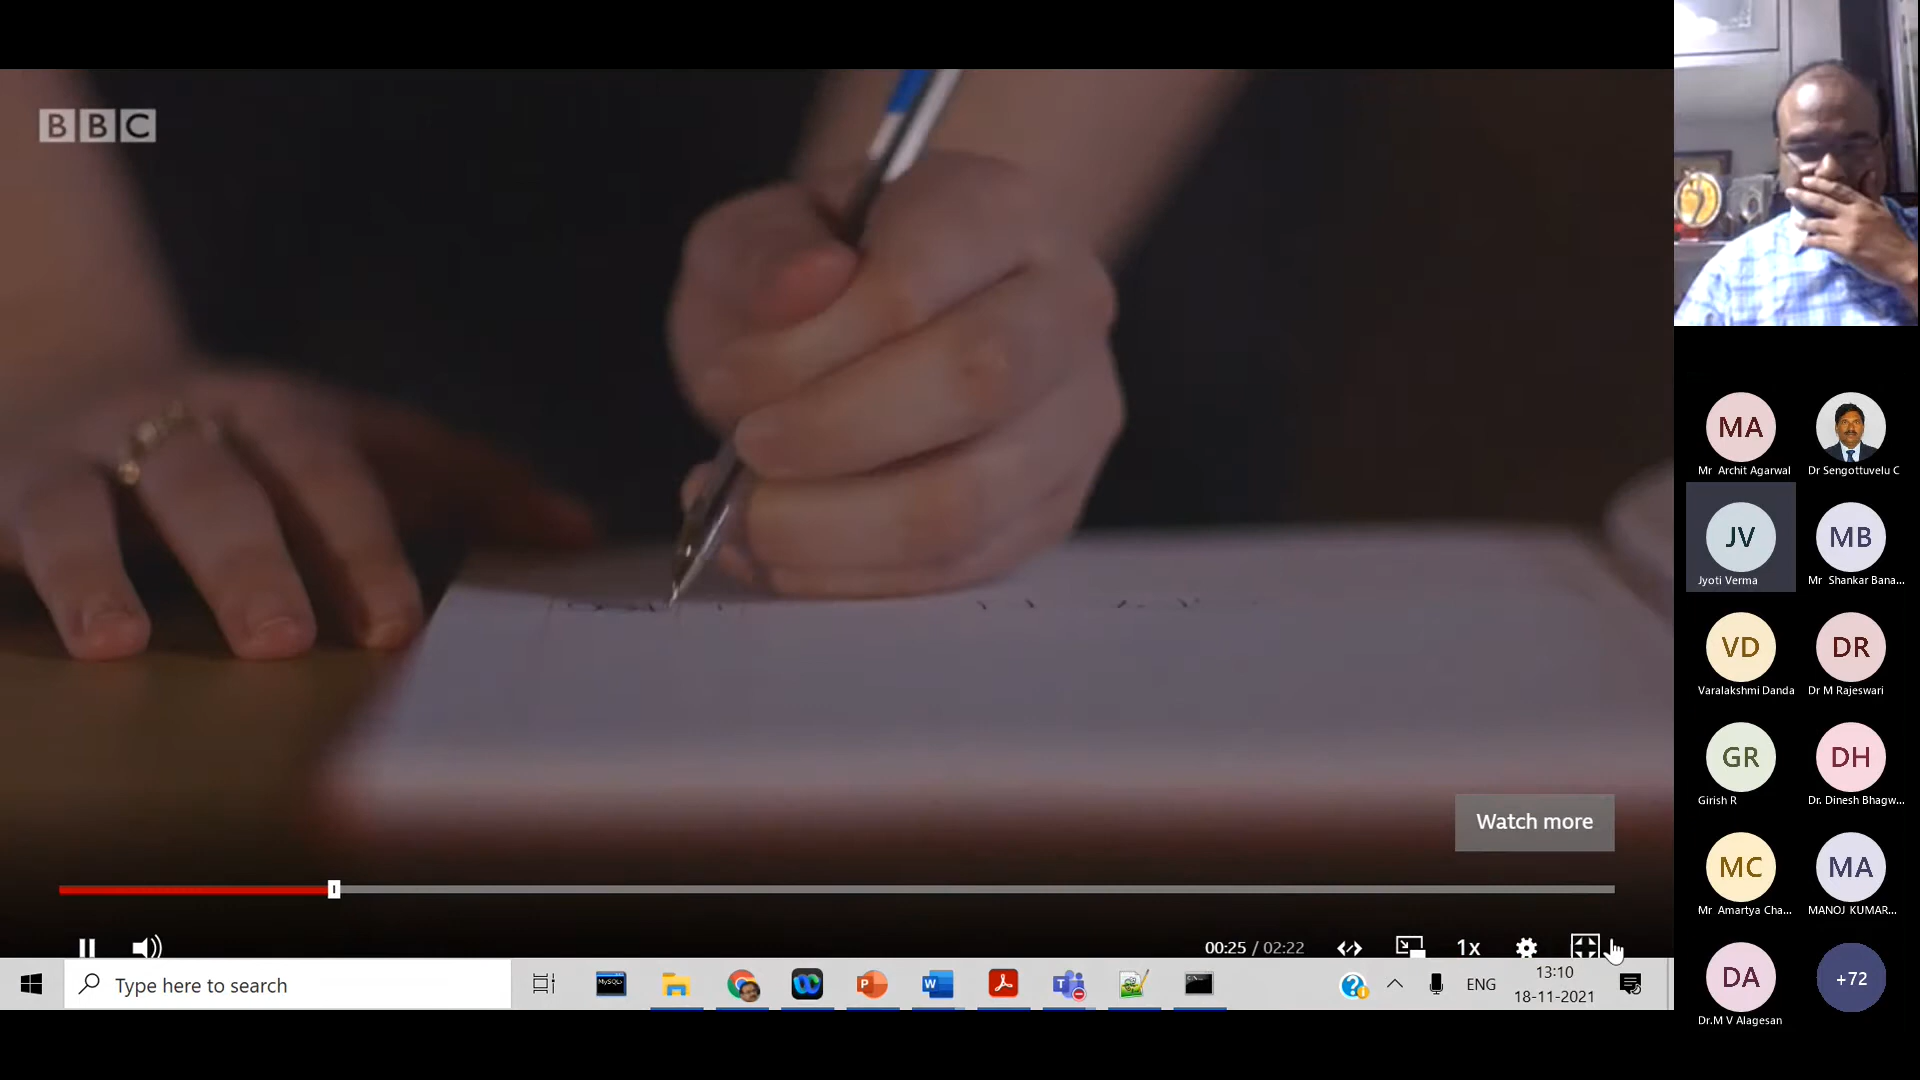 BBC
Watch more
00:25 / 02:22
1x
Type here to search
MySQL
ENG
13:10
18-11-2021
MA
Mr Archit Agarwal
Dr Sengottuvelu C
JV
Jyoti Verma
MB
Mr Shankar Bana...
VD
Varalakshmi Danda
DR
Dr M Rajeswari
GR
Girish R
DH
Dr. Dinesh Bhagw...
MC
Mr Amartya Cha...
MA
MANOJ KUMAR...
DA
Dr.M V Alagesan
+72